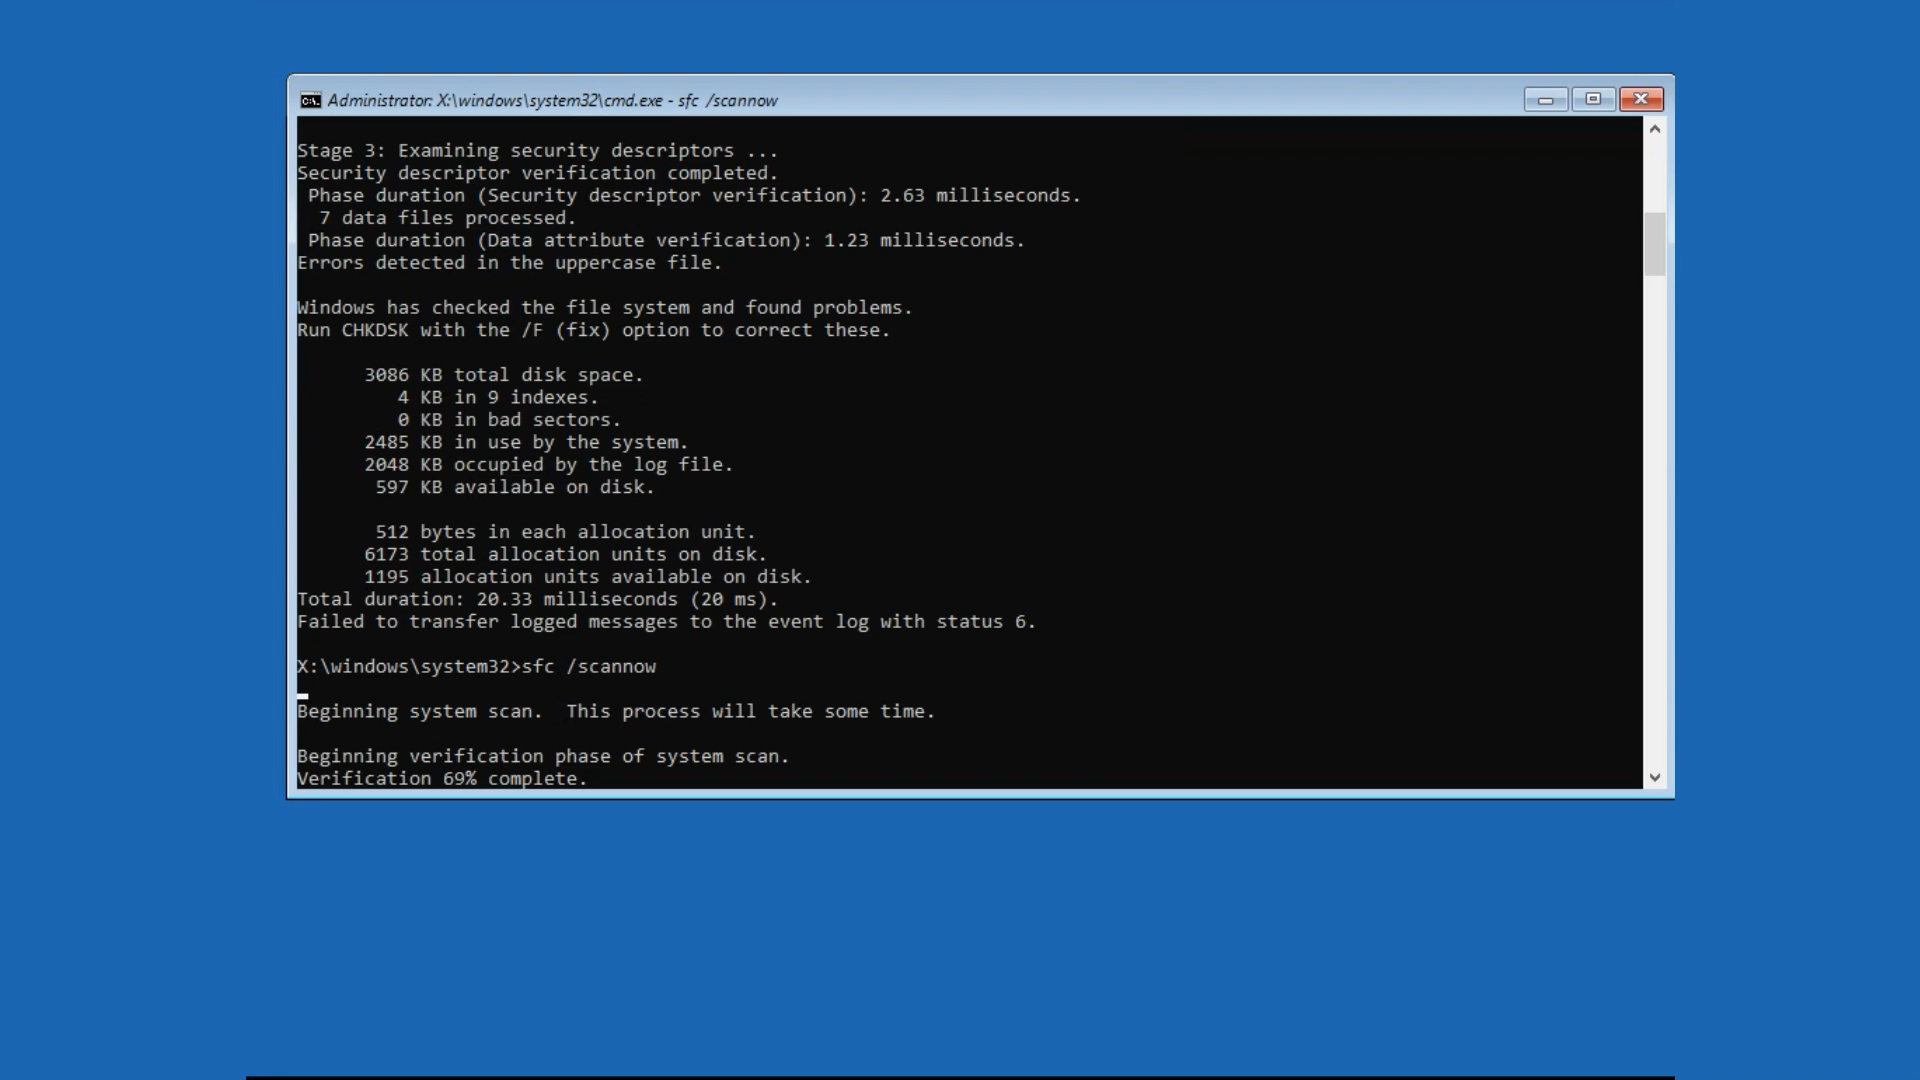 Administrator: X:\windows\system32\cmd.exe - sfc /scannow
Stage 3: Examining security descriptors ...
Security descriptor verification completed.
Phase duration (Security descriptor verification): 2.63 milliseconds.
7 data files processed.
Phase duration (Data attribute verification): 1.23 milliseconds.
Errors detected in the uppercase file.
Windows has checked the file system and found problems.
Run CHKDSK with the /F (fix) option to correct these.
3086 KB total disk space.
4 KB in 9 indexes.
0 KB in bad sectors.
2485 KB in use by the system.
2048 KB occupied by the log file.
597 KB available on disk.
512 bytes in each allocation unit.
6173 total allocation units on disk.
1195 allocation units available on disk.
Total duration: 20.33 milliseconds (20 ms).
Failed to transfer logged messages to the event log with status 6.
X:\windows\system32>sfc /scannow
Beginning system scan.  This process will take some time.
Beginning verification phase of system scan.
Verification 69% complete.